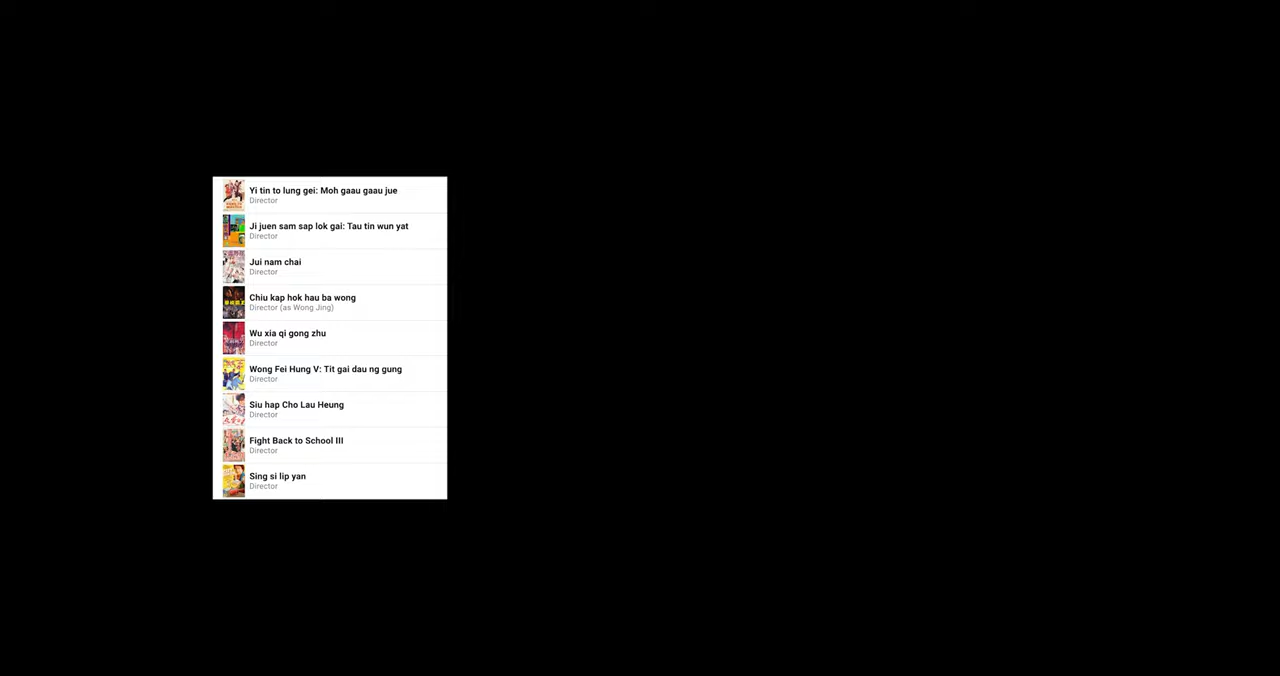 Yi tin to lung gei: Moh gaau gaau jue
Director
Ji juen sam sap lok gai: Tau tin wun yat
Director
Jui nam chai
Director
Chiu kap hok hau ba wong
Director (as Wong Jing)
Wu xia qi gong zhu
Director
Wong Fei Hung V: Tit gai dau ng gung
Director
Siu hap Cho Lau Heung
Director
Fight Back to School III
Director
Sing si lip yan
Director